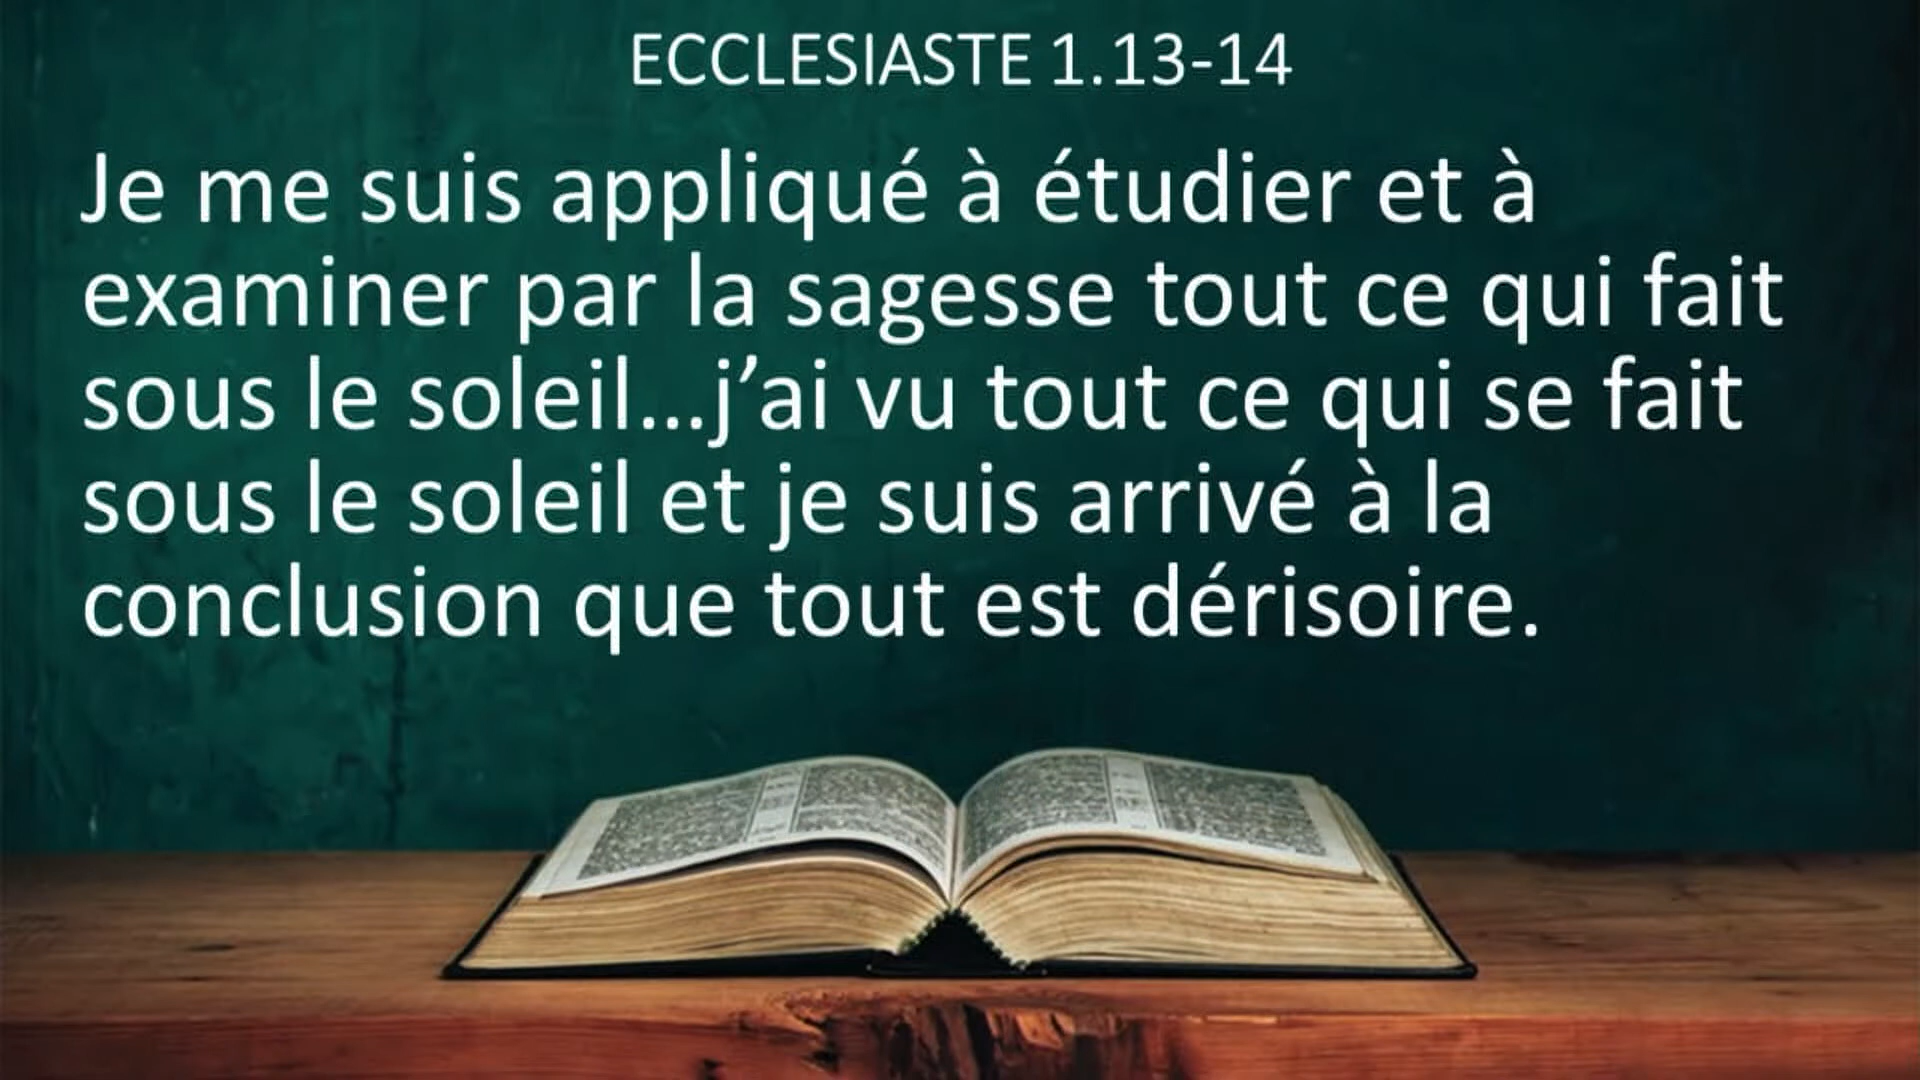 ECCLESIASTE 1.13-14
Je me suis appliqué à étudier et à
examiner par la sagesse tout ce qui fait
sous le soleil...j’ai vu tout ce qui se fait
sous le soleil et je suis arrivé à la
conclusion que tout est dérisoire.